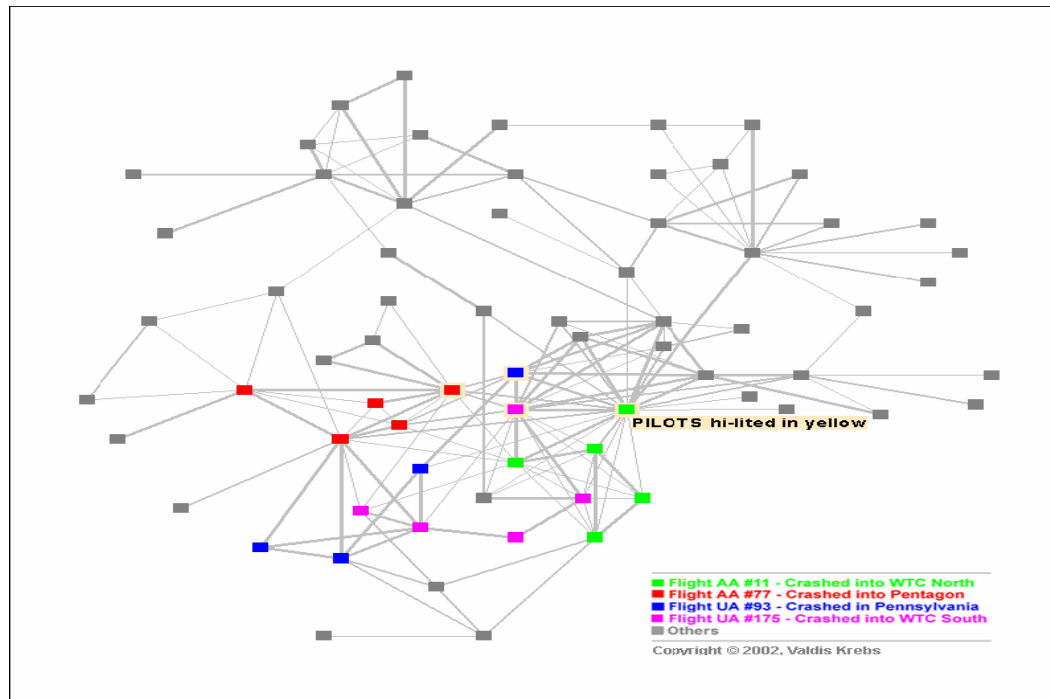 PILOTS hi-lited in yellow
Flight AA #11 - Crashed into WTC North
Flight AA #77 - Crashed into Pentagon
Flight UA #93 - Crashed in Pennsylvania
Flight UA #175 - Crashed into WTC South
Others
Copyright © 2002, Valdis Krebs